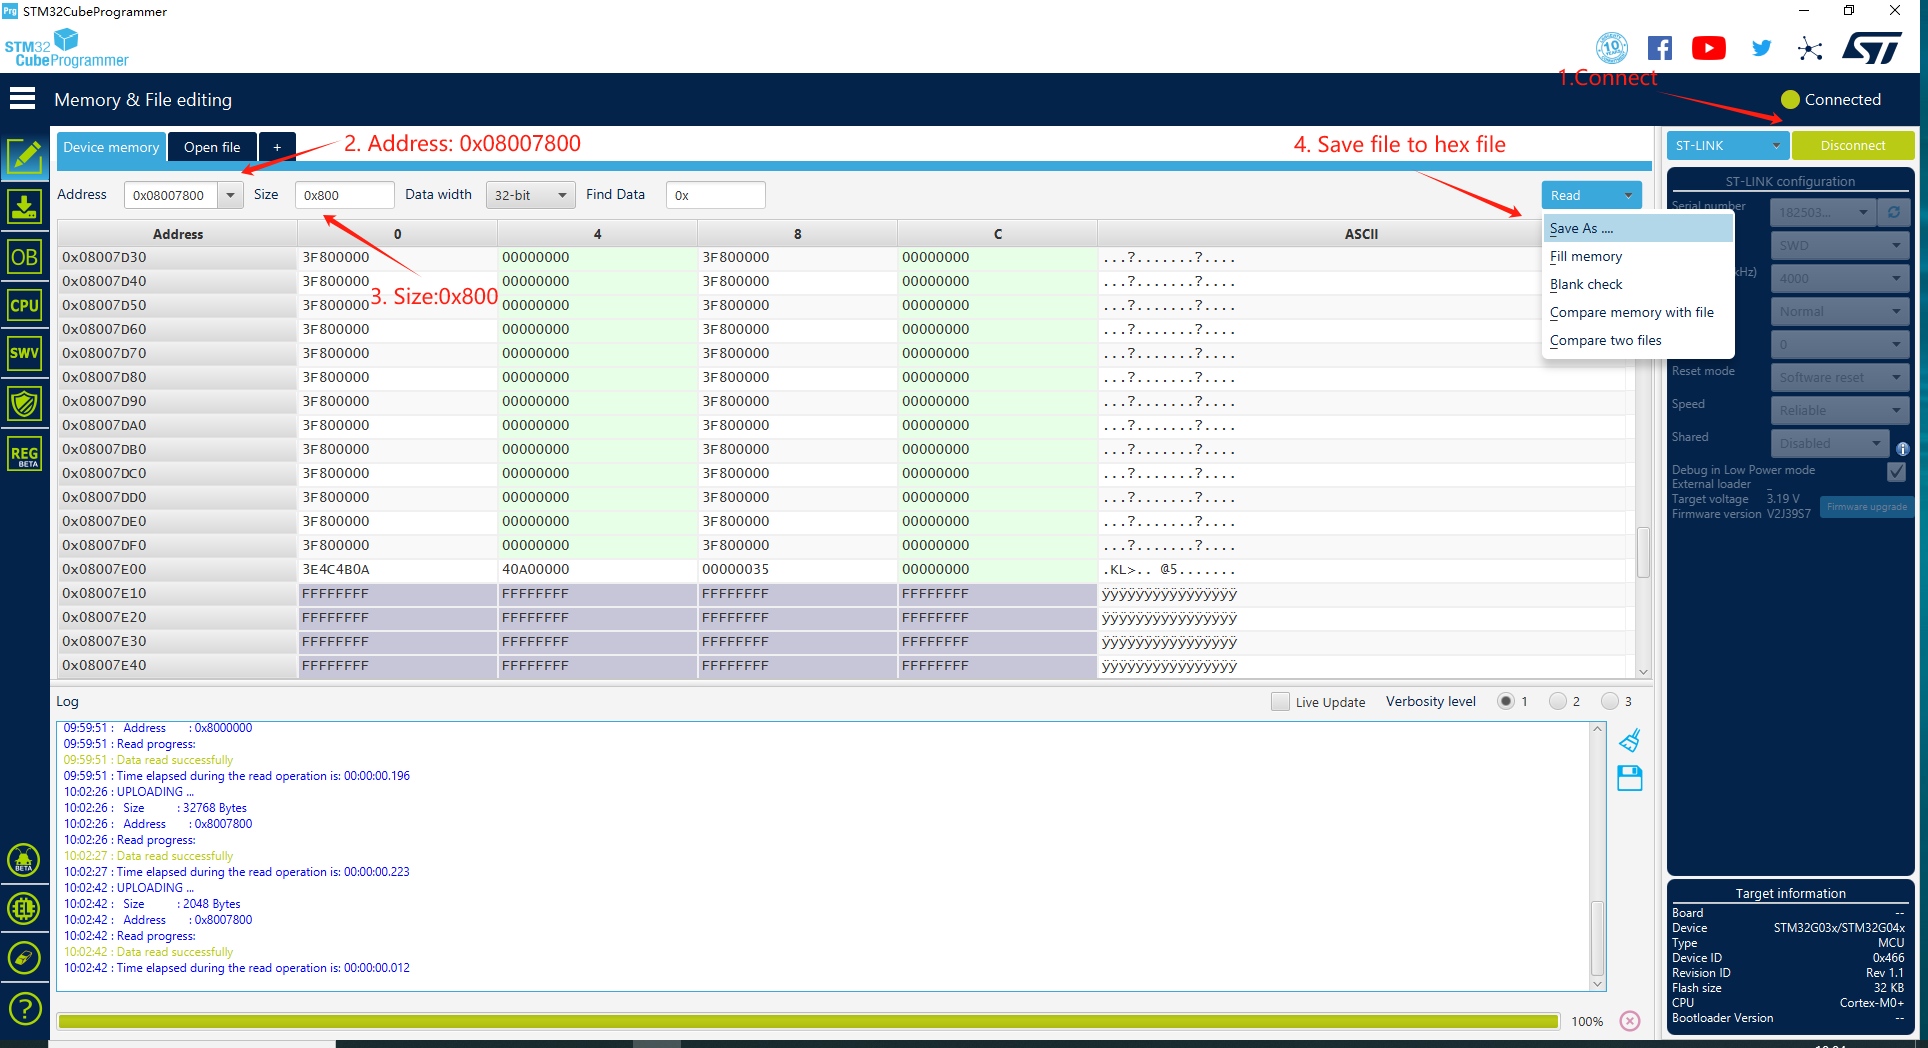 Prg STM32CubeProgrammer
STM32
CubeProgrammer
10
Memory & File editing
1.Connect
Connected
Device memory Open file +
2. Address: 0x08007800
4. Save file to hex file
ST-LINK Disconnect
Address 0x08007800 Size 0x800 Data width 32-bit Find Data 0x Read
3. Size:0x800
Save As ....
Fill memory
Blank check
Compare memory with file
Compare two files
Address 0 4 8 C ASCII
0x08007D30 3F800000 00000000 3F800000 00000000 ...?.......?....
0x08007D40 3F800000 00000000 3F800000 00000000 ...?.......?....
0x08007D50 3F800000 00000000 3F800000 00000000 ...?.......?....
0x08007D60 3F800000 00000000 3F800000 00000000 ...?.......?....
0x08007D70 3F800000 00000000 3F800000 00000000 ...?.......?....
0x08007D80 3F800000 00000000 3F800000 00000000 ...?.......?....
0x08007D90 3F800000 00000000 3F800000 00000000 ...?.......?....
0x08007DA0 3F800000 00000000 3F800000 00000000 ...?.......?....
0x08007DB0 3F800000 00000000 3F800000 00000000 ...?.......?....
0x08007DC0 3F800000 00000000 3F800000 00000000 ...?.......?....
0x08007DD0 3F800000 00000000 3F800000 00000000 ...?.......?....
0x08007DE0 3F800000 00000000 3F800000 00000000 ...?.......?....
0x08007DF0 3F800000 00000000 3F800000 00000000 ...?.......?....
0x08007E00 3E4C4B0A 40A00000 00000035 00000000 .KL>.. @5.......
0x08007E10 FFFFFFFF FFFFFFFF FFFFFFFF FFFFFFFF ÿÿÿÿÿÿÿÿÿÿÿÿÿÿÿÿ
0x08007E20 FFFFFFFF FFFFFFFF FFFFFFFF FFFFFFFF ÿÿÿÿÿÿÿÿÿÿÿÿÿÿÿÿ
0x08007E30 FFFFFFFF FFFFFFFF FFFFFFFF FFFFFFFF ÿÿÿÿÿÿÿÿÿÿÿÿÿÿÿÿ
0x08007E40 FFFFFFFF FFFFFFFF FFFFFFFF FFFFFFFF ÿÿÿÿÿÿÿÿÿÿÿÿÿÿÿÿ
OB
CPU
SWV
REG
BETA
BETA
Log Live Update Verbosity level 1 2 3
09:59:51 : Address : 0x8000000
09:59:51 : Read progress:
09:59:51 : Data read successfully
09:59:51 : Time elapsed during the read operation is: 00:00:00.196
10:02:26 : UPLOADING ...
10:02:26 : Size : 32768 Bytes
10:02:26 : Address : 0x8007800
10:02:26 : Read progress:
10:02:27 : Data read successfully
10:02:27 : Time elapsed during the read operation is: 00:00:00.223
10:02:42 : UPLOADING ...
10:02:42 : Size : 2048 Bytes
10:02:42 : Address : 0x8007800
10:02:42 : Read progress:
10:02:42 : Data read successfully
10:02:42 : Time elapsed during the read operation is: 00:00:00.012
100%
ST-LINK configuration
Serial number 182503...
SWD
kHz) 4000
Normal
0
Reset mode Software reset
Speed Reliable
Shared Disabled
Debug in Low Power mode
External loader _
Target voltage 3.19 V
Firmware version V2J39S7 Firmware upgrade
Target information
Board --
Device STM32G03x/STM32G04x
Type MCU
Device ID 0x466
Revision ID Rev 1.1
Flash size 32 KB
CPU Cortex-M0+
Bootloader Version --